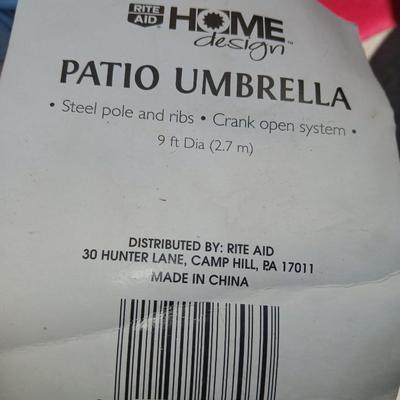 RITE AID HOME™
design
PATIO UMBRELLA
• Steel pole and ribs • Crank open system •
9 ft Dia (2.7 m)
DISTRIBUTED BY: RITE AID
30 HUNTER LANE, CAMP HILL, PA 17011
MADE IN CHINA